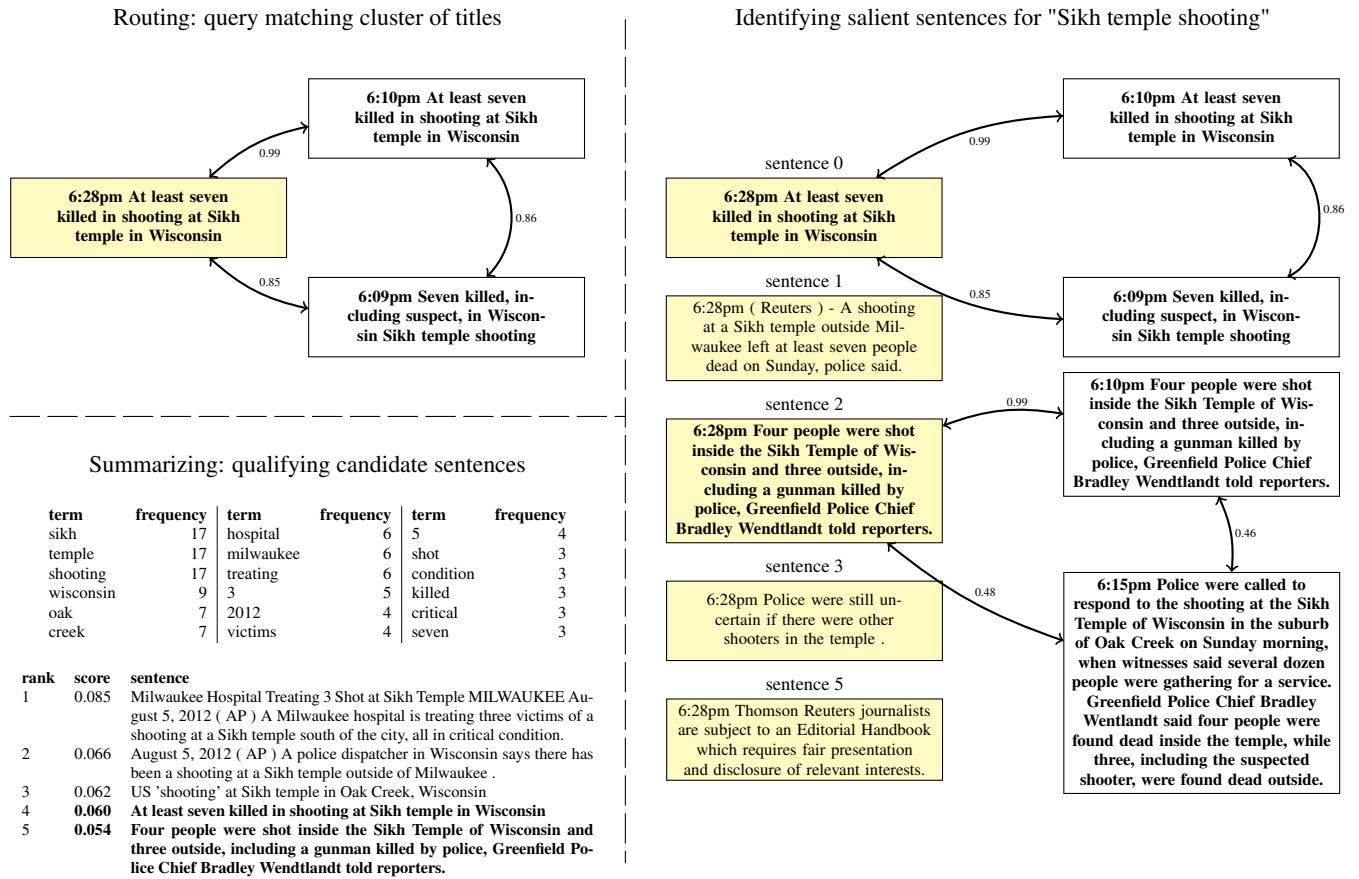 Routing: query matching cluster of titles
6:10pm At least seven
killed in shooting at Sikh
temple in Wisconsin
0.99
6:28pm At least seven
killed in shooting at Sikh
temple in Wisconsin
0.86
0.85
6:09pm Seven killed, in-
cluding suspect, in Wiscon-
sin Sikh temple shooting
Summarizing: qualifying candidate sentences
term frequency term frequency term frequency
sikh 17 hospital 6 5 4
temple 17 milwaukee 6 shot 3
shooting 17 treating 6 condition 3
wisconsin 9 3 5 killed 3
oak 7 2012 4 critical 3
creek 7 victims 4 seven 3
rank score sentence
1 0.085 Milwaukee Hospital Treating 3 Shot at Sikh Temple MILWAUKEE Au-
gust 5, 2012 ( AP ) A Milwaukee hospital is treating three victims of a
shooting at a Sikh temple south of the city, all in critical condition.
2 0.066 August 5, 2012 ( AP ) A police dispatcher in Wisconsin says there has
been a shooting at a Sikh temple outside of Milwaukee .
3 0.062 US 'shooting' at Sikh temple in Oak Creek, Wisconsin
4 0.060 At least seven killed in shooting at Sikh temple in Wisconsin
5 0.054 Four people were shot inside the Sikh Temple of Wisconsin and
three outside, including a gunman killed by police, Greenfield Po-
lice Chief Bradley Wendtlandt told reporters.
Identifying salient sentences for "Sikh temple shooting"
6:10pm At least seven
killed in shooting at Sikh
temple in Wisconsin
0.99
sentence 0
6:28pm At least seven
killed in shooting at Sikh
temple in Wisconsin
0.86
sentence 1
0.85
6:28pm ( Reuters ) - A shooting
at a Sikh temple outside Mil-
waukee left at least seven people
dead on Sunday, police said.
6:09pm Seven killed, in-
cluding suspect, in Wiscon-
sin Sikh temple shooting
sentence 2
0.99
6:28pm Four people were shot
inside the Sikh Temple of Wis-
consin and three outside, in-
cluding a gunman killed by
police, Greenfield Police Chief
Bradley Wendtlandt told reporters.
6:10pm Four people were shot
inside the Sikh Temple of Wis-
consin and three outside, in-
cluding a gunman killed by
police, Greenfield Police Chief
Bradley Wendtlandt told reporters.
0.46
sentence 3
0.48
6:28pm Police were still un-
certain if there were other
shooters in the temple .
6:15pm Police were called to
respond to the shooting at the Sikh
Temple of Wisconsin in the suburb
of Oak Creek on Sunday morning,
when witnesses said several dozen
people were gathering for a service.
Greenfield Police Chief Bradley
Wentlandt said four people were
found dead inside the temple, while
three, including the suspected
shooter, were found dead outside.
sentence 5
6:28pm Thomson Reuters journalists
are subject to an Editorial Handbook
which requires fair presentation
and disclosure of relevant interests.